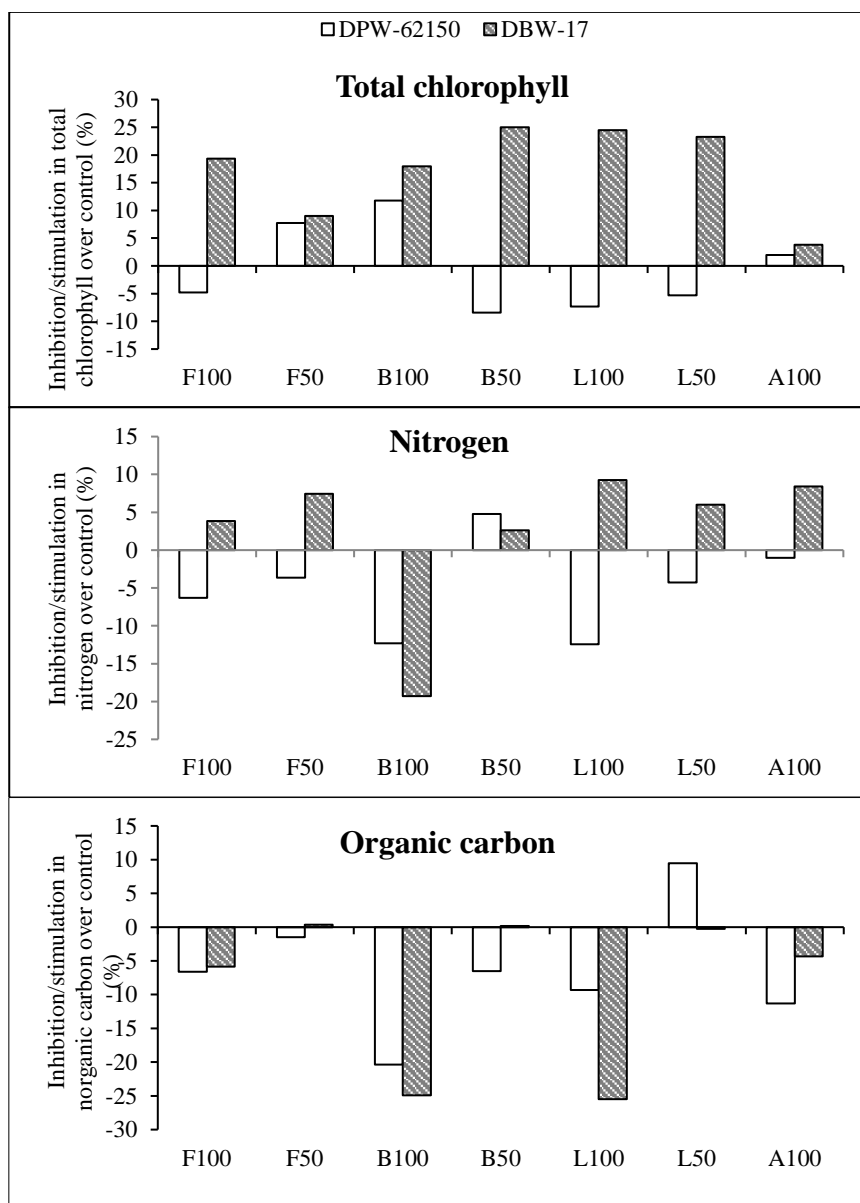 DPW-62150 DBW-17
Total chlorophyll
Inhibition/stimulation in total
chlorophyll over control (%)
30
25
20
15
10
5
0
-5
-10
-15
F100 F50 B100 B50 L100 L50 A100
Nitrogen
Inhibition/stimulation in
nitrogen over control (%)
15
10
5
0
-5
-10
-15
-20
-25
F100 F50 B100 B50 L100 L50 A100
Organic carbon
Inhibition/stimulation in
norganic carbon over control
(%)
15
10
5
0
-5
-10
-15
-20
-25
-30
F100 F50 B100 B50 L100 L50 A100